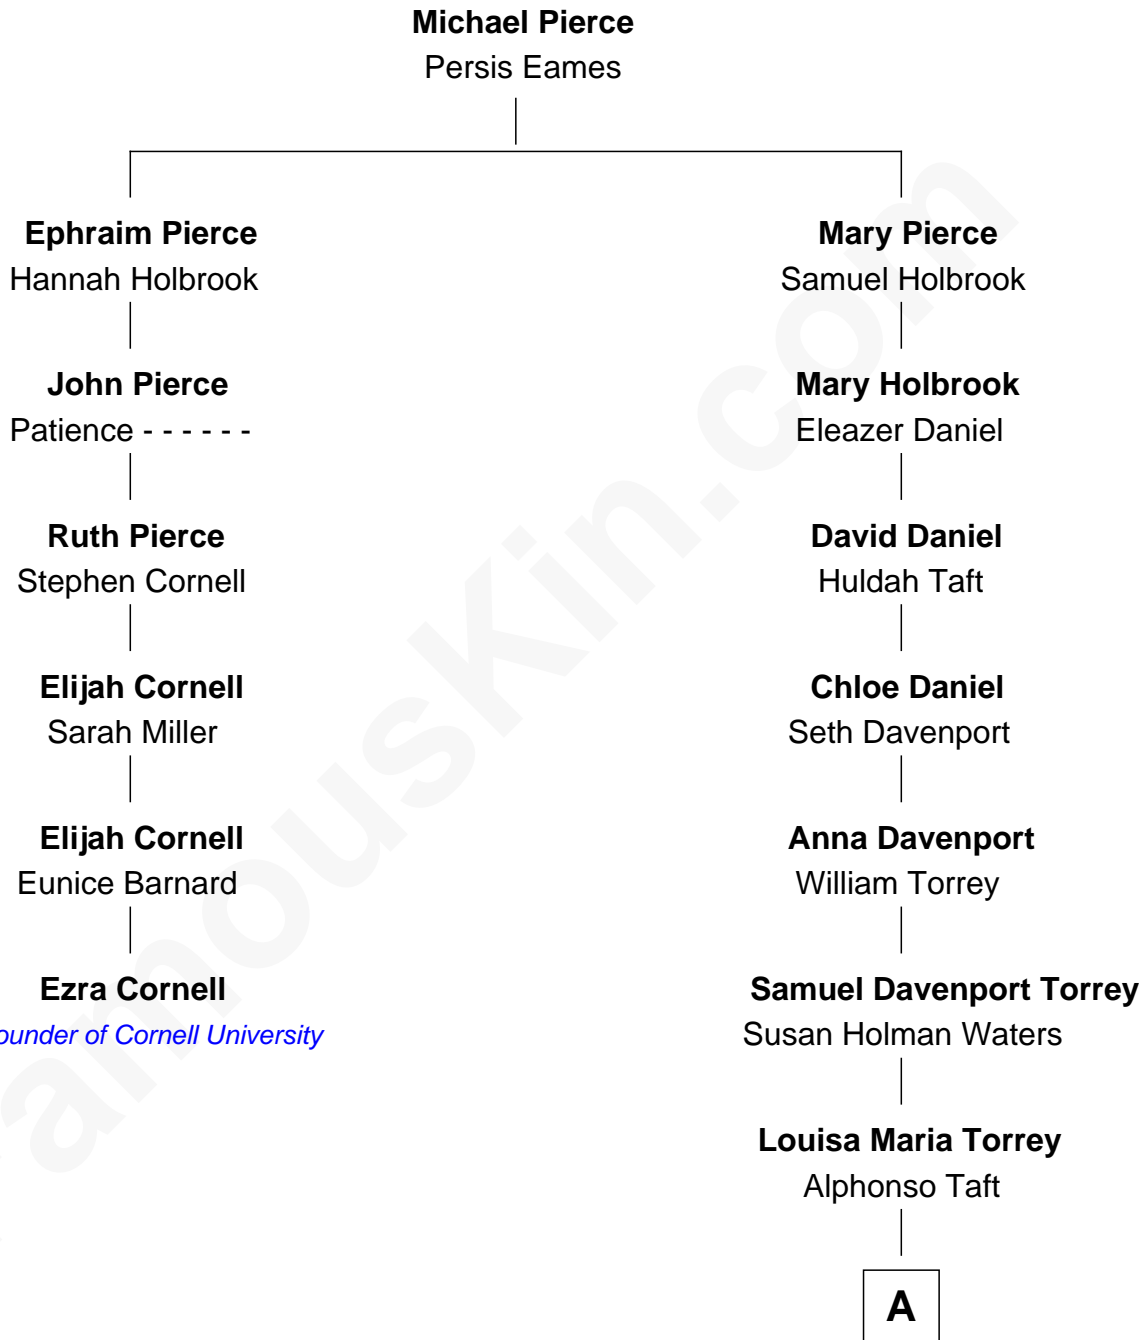 Michael Pierce
Persis Eames
Ephraim Pierce
Hannah Holbrook
John Pierce
Patience - - - - - -
Ruth Pierce
Stephen Cornell
Elijah Cornell
Sarah Miller
Elijah Cornell
Eunice Barnard
Ezra Cornell
ounder of Cornell University
Mary Pierce
Samuel Holbrook
Mary Holbrook
Eleazer Daniel
David Daniel
Huldah Taft
Chloe Daniel
Seth Davenport
Anna Davenport
William Torrey
Samuel Davenport Torrey
Susan Holman Waters
Louisa Maria Torrey
Alphonso Taft
A
amousKin.com